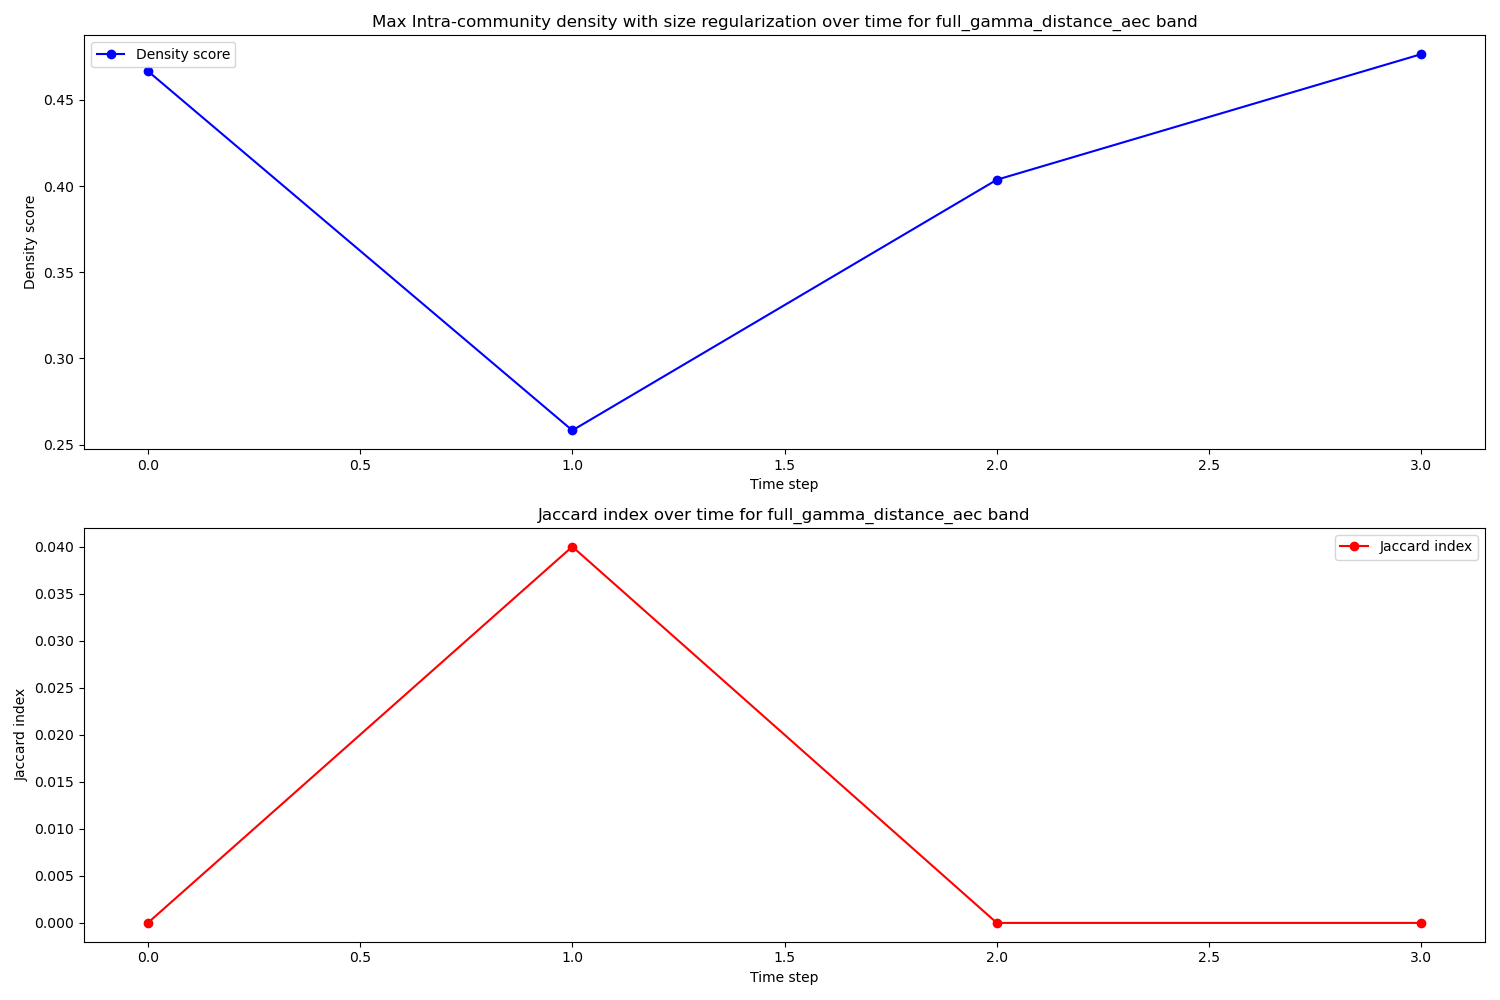 Max Intra-community density with size regularization over time for full_gamma_distance_aec band
Density score
0.45
0.40
0.35
0.30
0.25
Density score
0.0 0.5 1.0 1.5 2.0 2.5 3.0
Time step
Jaccard index over time for full_gamma_distance_aec band
Jaccard index
0.040
0.035
0.030
0.025
0.020
0.015
0.010
0.005
0.000
Jaccard index
0.0 0.5 1.0 1.5 2.0 2.5 3.0
Time step